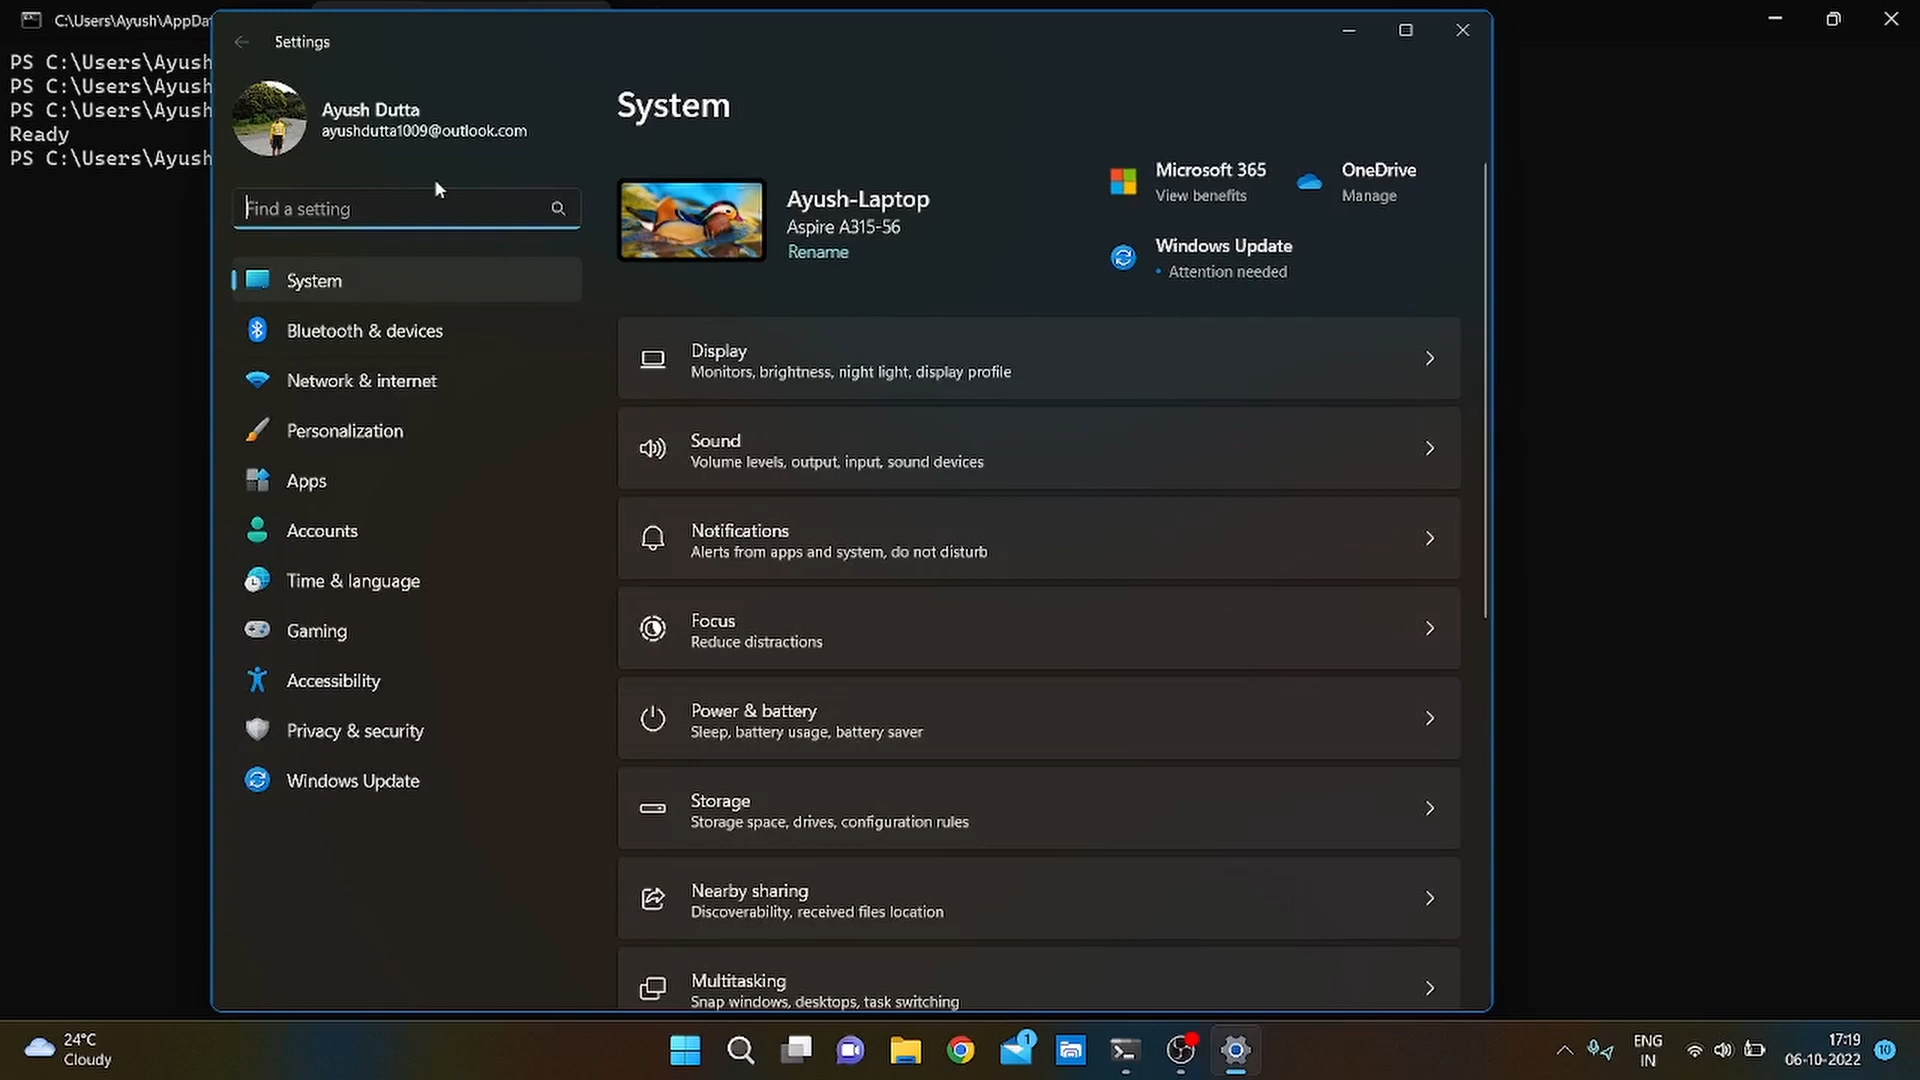 C:\Users\Ayush\AppDa
PS C:\Users\Ayush
PS C:\Users\Ayush
PS C:\Users\Ayush
Ready
PS C:\Users\Ayush
Settings
Ayush Dutta
ayushdutta1009@outlook.com
Find a setting
System
Bluetooth & devices
Network & internet
Personalization
Apps
Accounts
Time & language
Gaming
Accessibility
Privacy & security
Windows Update
System
Ayush-Laptop
Aspire A315-56
Rename
Microsoft 365
View benefits
OneDrive
Manage
Windows Update
• Attention needed
Display
Monitors, brightness, night light, display profile
Sound
Volume levels, output, input, sound devices
Notifications
Alerts from apps and system, do not disturb
Focus
Reduce distractions
Power & battery
Sleep, battery usage, battery saver
Storage
Storage space, drives, configuration rules
Nearby sharing
Discoverability, received files location
Multitasking
Snap windows, desktops, task switching
24°C
Cloudy
1
ENG
IN
17:19
06-10-2022
10